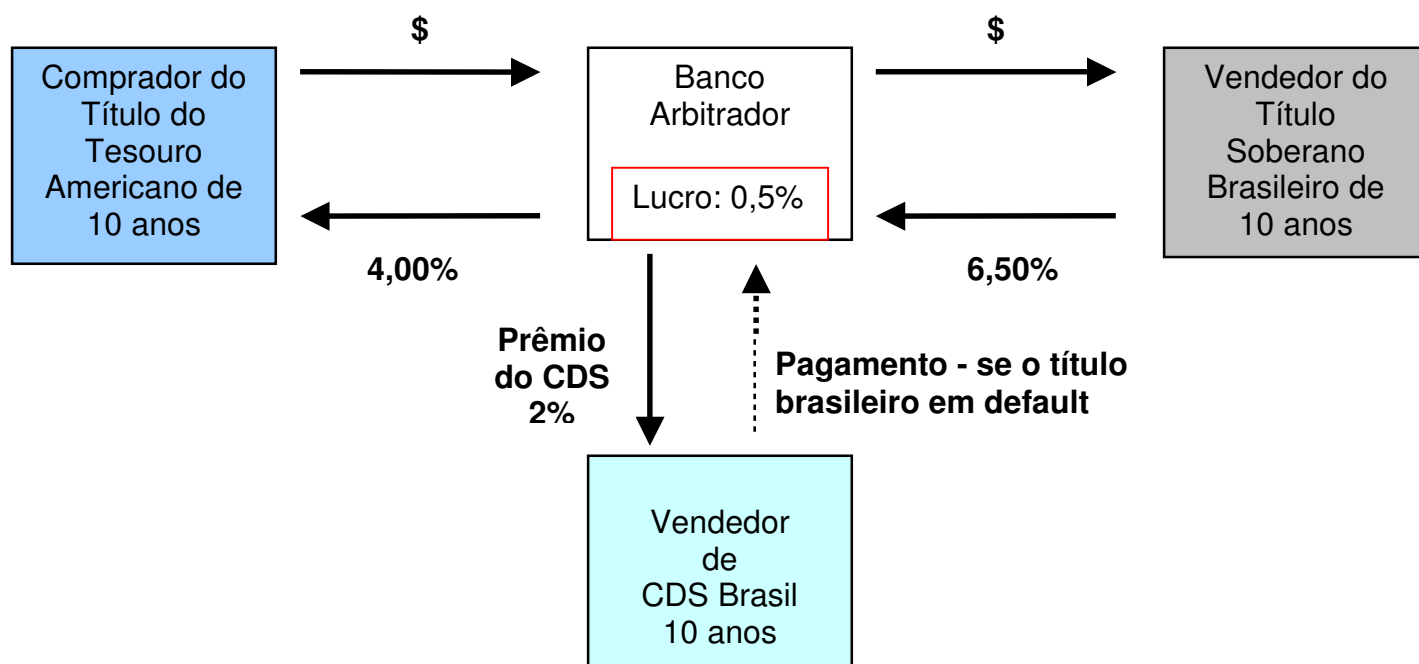 $
$
Comprador do
Título do
Tesouro
Americano de
10 anos
Banco
Arbitrador
Lucro: 0,5%
Vendedor do
Título
Soberano
Brasileiro de
10 anos
4,00%
6,50%
Prêmio
do CDS
2%
Pagamento - se o título
brasileiro em default
Vendedor
de
CDS Brasil
10 anos